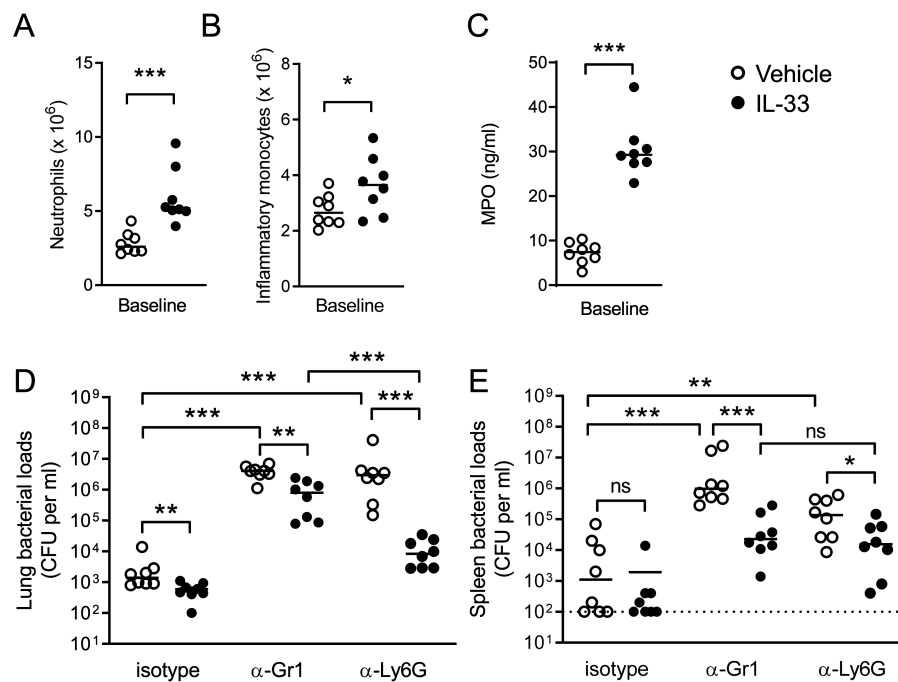 A
B
C
Vehicle
IL-33
Neutrophils (x 10⁶)
15
10
5
0
***
Baseline
Inflammatory monocytes (x 10⁶)
8
6
4
2
0
*
Baseline
MPO (ng/ml)
50
40
30
20
10
0
***
Baseline
D
Lung bacterial loads
(CFU per ml)
10⁹
10⁸
10⁷
10⁶
10⁵
10⁴
10³
10²
10¹
***
***
***
***
**
**
isotype
α-Gr1
α-Ly6G
E
Spleen bacterial loads
(CFU per ml)
10⁹
10⁸
10⁷
10⁶
10⁵
10⁴
10³
10²
10¹
**
***
***
ns
*
ns
isotype
α-Gr1
α-Ly6G